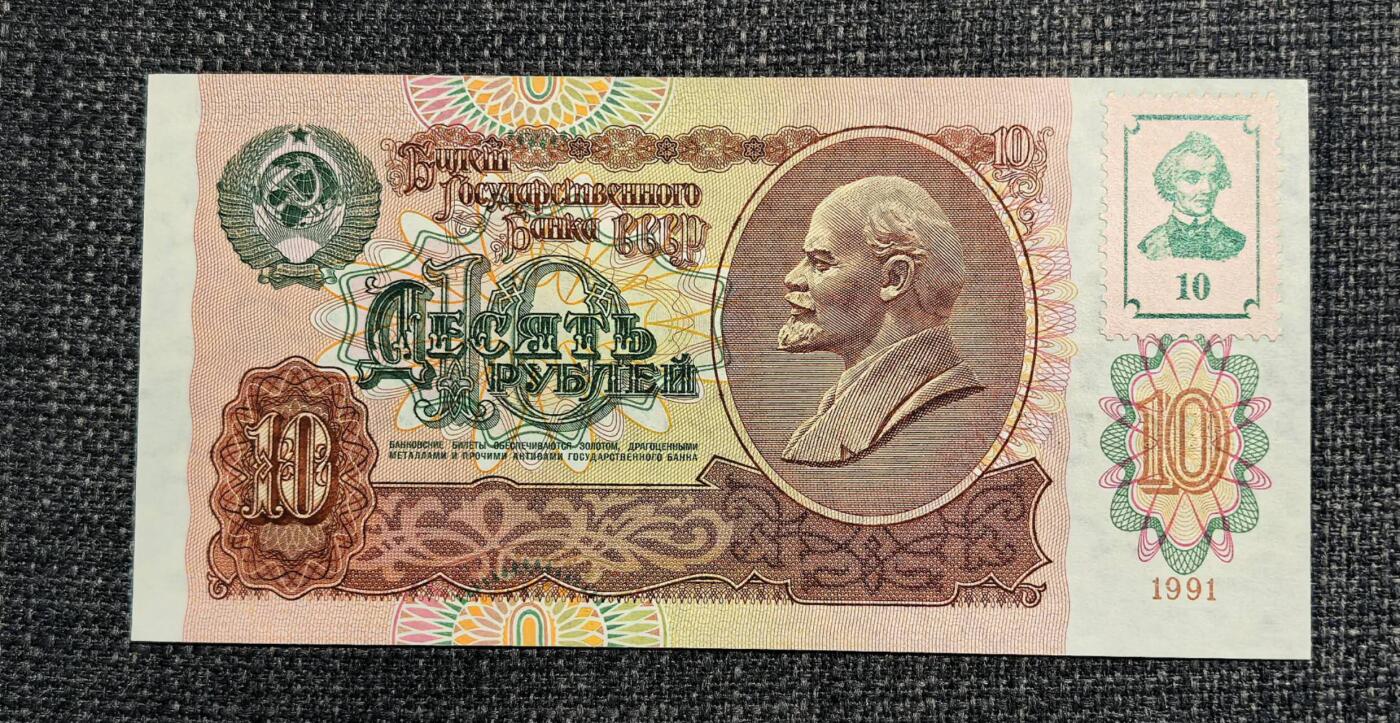 Билет
Государственного
Банка СССР
10
10
10
Десять
рублей
БАНКОВСКИЕ БИЛЕТЫ ОБЕСПЕЧИВАЮТСЯ ЗОЛОТОМ, ДРАГОЦЕННЫМИ
МЕТАЛЛАМИ И ПРОЧИМИ АКТИВАМИ ГОСУДАРСТВЕННОГО БАНКА
10
10
1991